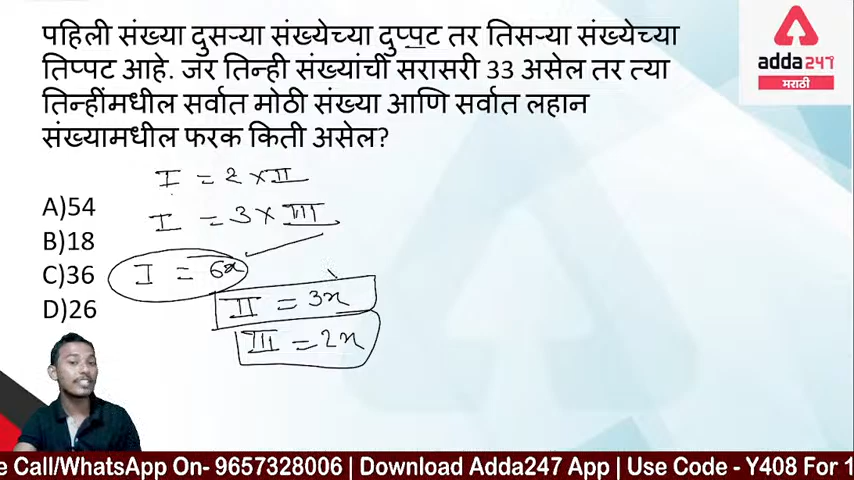 पहिली संख्या दुसऱ्या संख्येच्या दुप्पट तर तिसऱ्या संख्येच्या
तिप्पट आहे. जर तिन्ही संख्यांची सरासरी 33 असेल तर त्या
तिन्हींमधील सर्वात मोठी संख्या आणि सर्वात लहान
संख्यामधील फरक किती असेल?
adda247
मराठी
I = 2 × II
I = 3 × III
I = 6x
II = 3x
III = 2x
A)54
B)18
C)36
D)26
e Call/WhatsApp On- 9657328006 | Download Adda247 App | Use Code - Y408 For 1